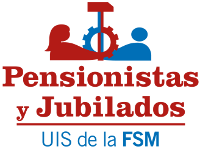 Pensionistas
y Jubilados
UIS de la FSM